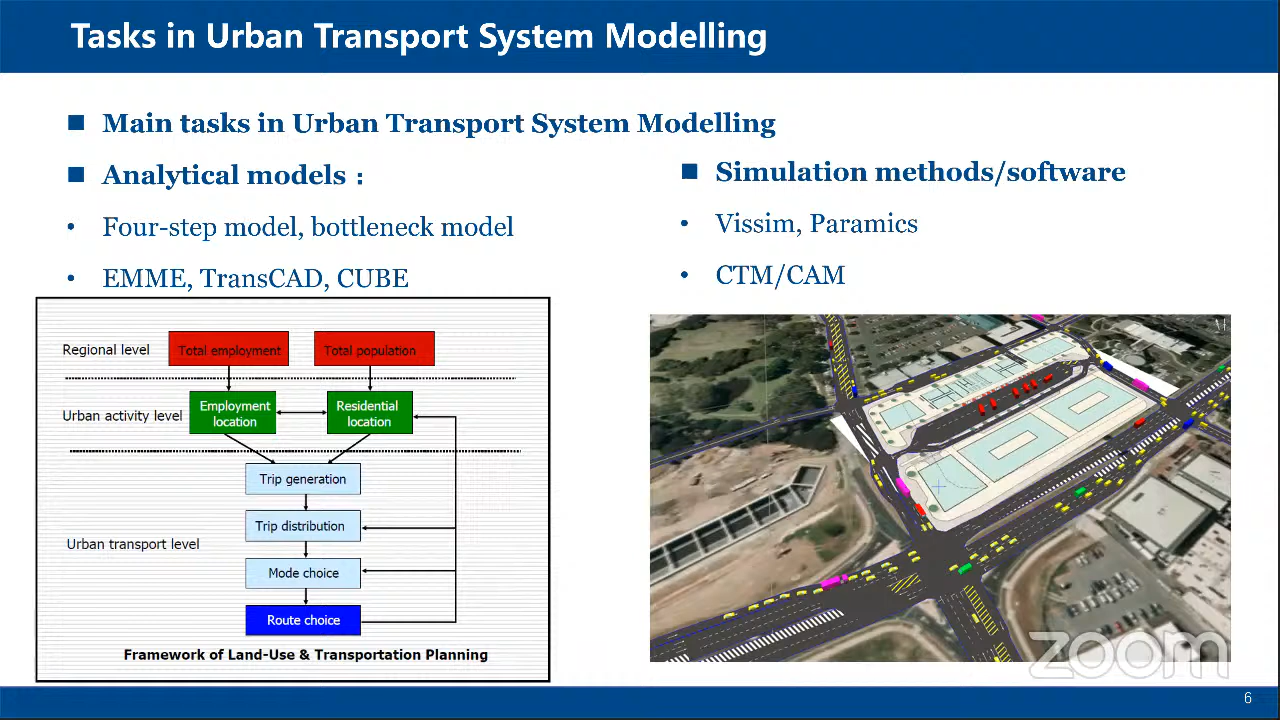 Tasks in Urban Transport System Modelling
Main tasks in Urban Transport System Modelling
Analytical models：
• Four-step model, bottleneck model
• EMME, TransCAD, CUBE
Simulation methods/software
• Vissim, Paramics
• CTM/CAM
Regional level
Total employment
Total population
Urban activity level
Employment
location
Residential
location
Trip generation
Trip distribution
Urban transport level
Mode choice
Route choice
Framework of Land-Use & Transportation Planning
zoom
6